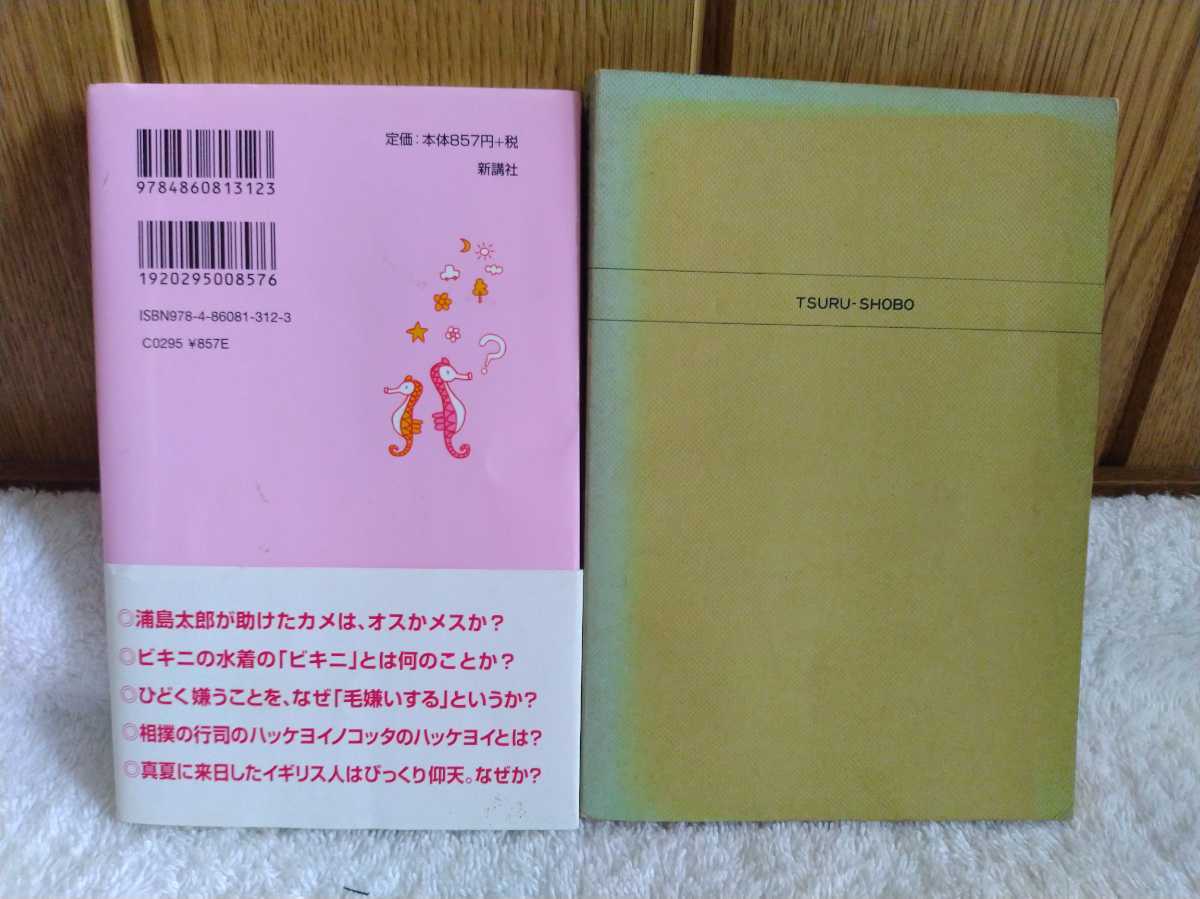 定価：本体857円+税
新講社
9784860813123
1920295008576
ISBN978-4-86081-312-3
C0295 ¥857E
?
◎浦島太郎が助けたカメは、オスかメスか？
◎ビキニの水着の「ビキニ」とは何のことか？
◎ひどく嫌うことを、なぜ「毛嫌いする」というか？
◎相撲の行司のハッケヨイノコッタのハッケヨイとは？
◎真夏に来日したイギリス人はびっくり仰天。なぜか？
TSURU-SHOBO